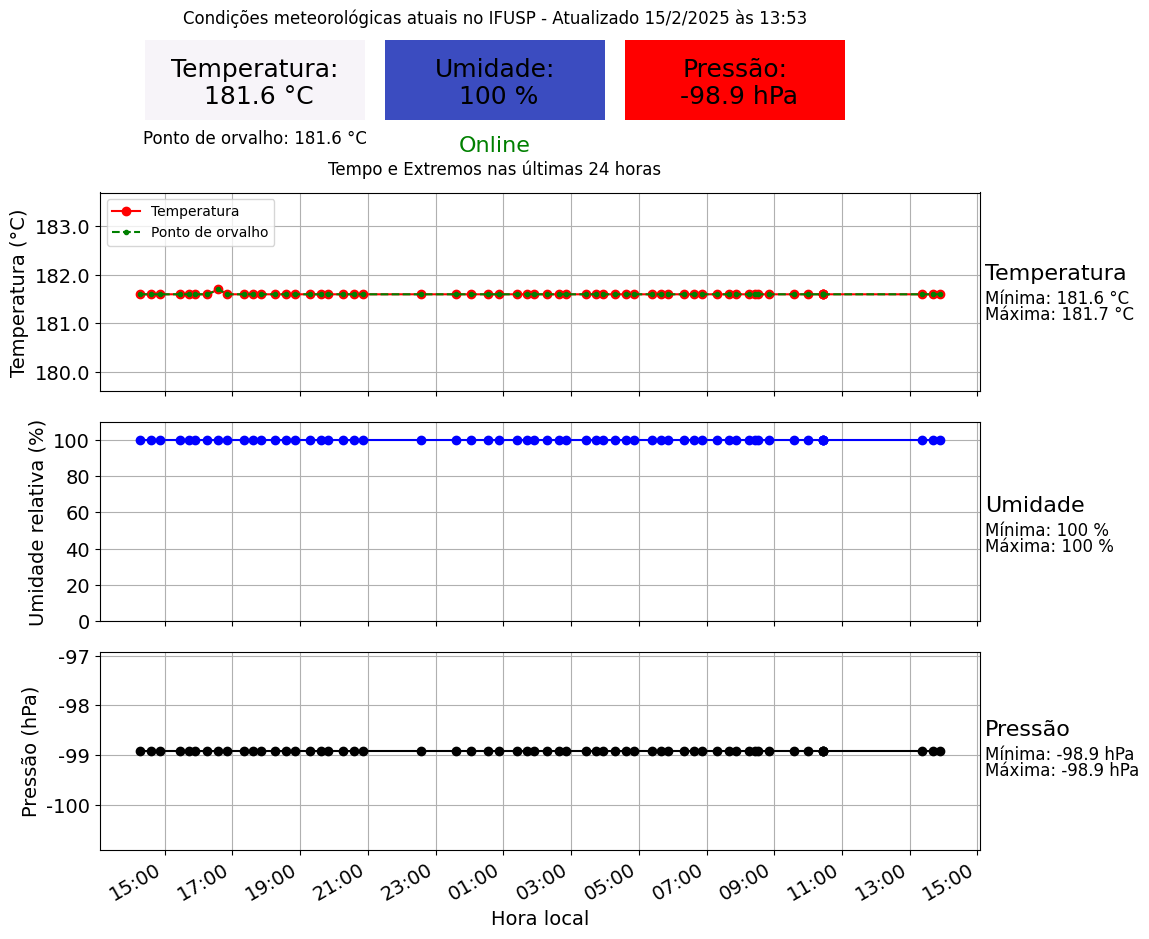 Condições meteorológicas atuais no IFUSP - Atualizado 15/2/2025 às 13:53
Temperatura:
181.6 °C
Umidade:
100 %
Pressão:
-98.9 hPa
Ponto de orvalho: 181.6 °C
Online
Tempo e Extremos nas últimas 24 horas
Temperatura (°C)
183.0
182.0
181.0
180.0
Temperatura
Ponto de orvalho
Temperatura
Mínima: 181.6 °C
Máxima: 181.7 °C
Umidade relativa (%)
100
80
60
40
20
0
Umidade
Mínima: 100 %
Máxima: 100 %
Pressão (hPa)
-97
-98
-99
-100
Pressão
Mínima: -98.9 hPa
Máxima: -98.9 hPa
15:00 17:00 19:00 21:00 23:00 01:00 03:00 05:00 07:00 09:00 11:00 13:00 15:00
Hora local